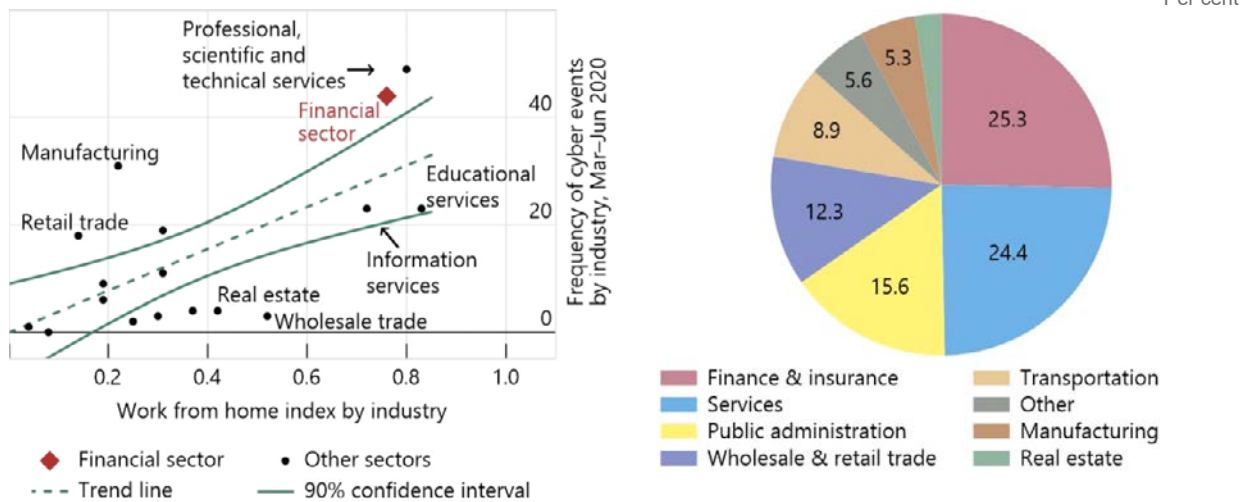 Per cent
Professional,
scientific and
technical services
Financial
sector
Manufacturing
Retail trade
Educational
services
Information
services
Real estate
Wholesale trade
40
20
0
Frequency of cyber events
by industry, Mar–Jun 2020
0.2 0.4 0.6 0.8 1.0
Work from home index by industry
Financial sector
Other sectors
Trend line
90% confidence interval
25.3
24.4
15.6
12.3
8.9
5.6
5.3
Finance & insurance
Services
Public administration
Wholesale & retail trade
Transportation
Other
Manufacturing
Real estate